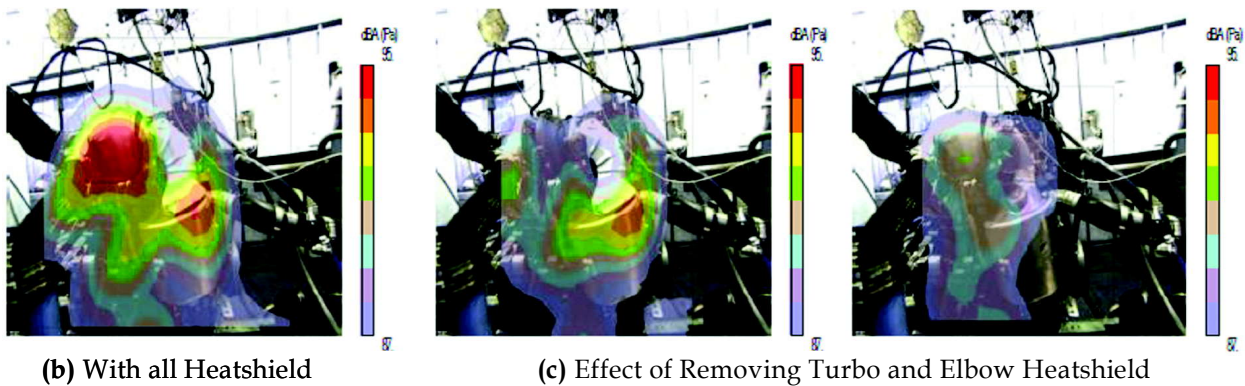 dBA (Pa)
95.
87.
dBA (Pa)
95.
87.
dBA (Pa)
95.
87.
(b) With all Heatshield
(c) Effect of Removing Turbo and Elbow Heatshield